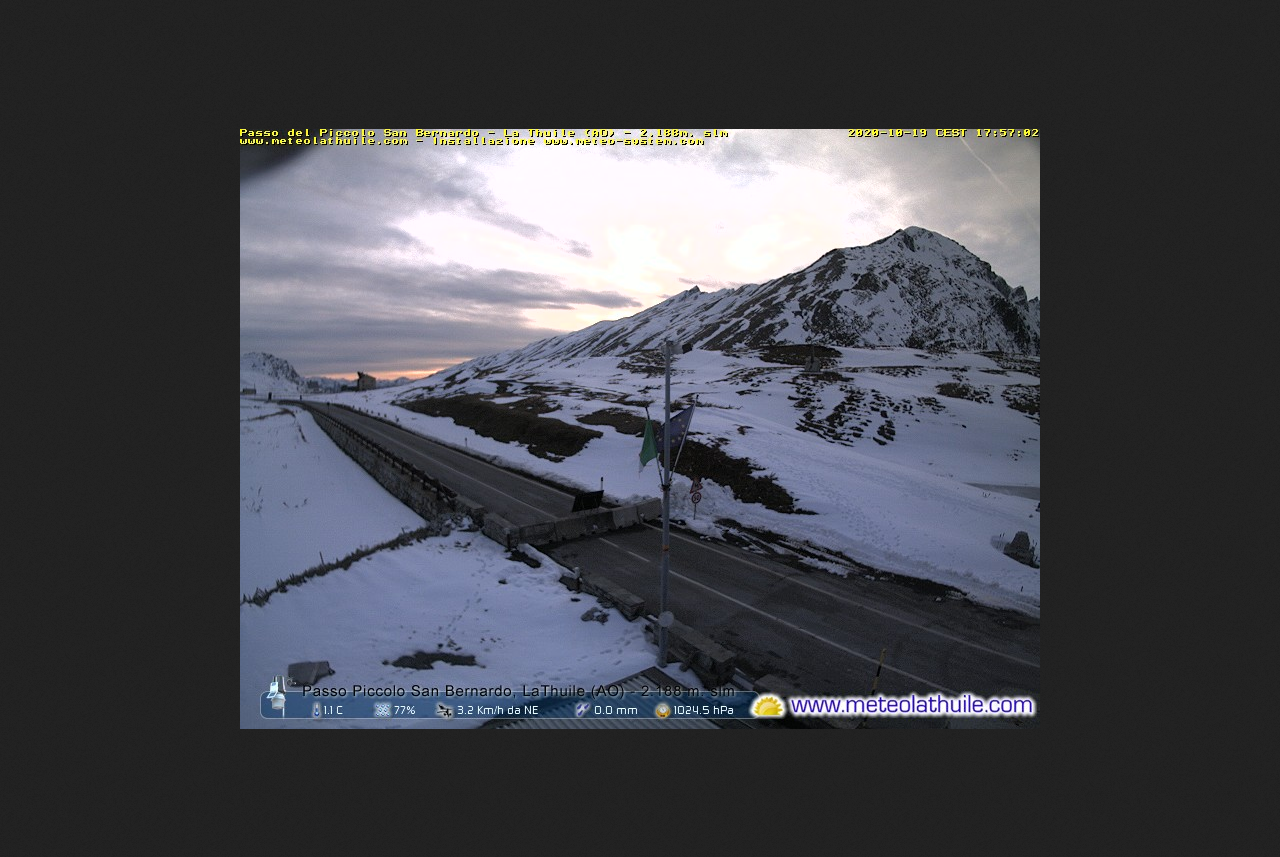 Passo del Piccolo San Bernardo - La Thuile (AO) - 2.188m. slm
2020-10-19 CEST 17:57:02
www.meteolathuile.com - Installazione www.meteo-system.com
Passo Piccolo San Bernardo, LaThuile (AO) - 2.188 m. slm
1.1 C 77% 3.2 Km/h da NE 0.0 mm 1024.5 hPa
www.meteolathuile.com